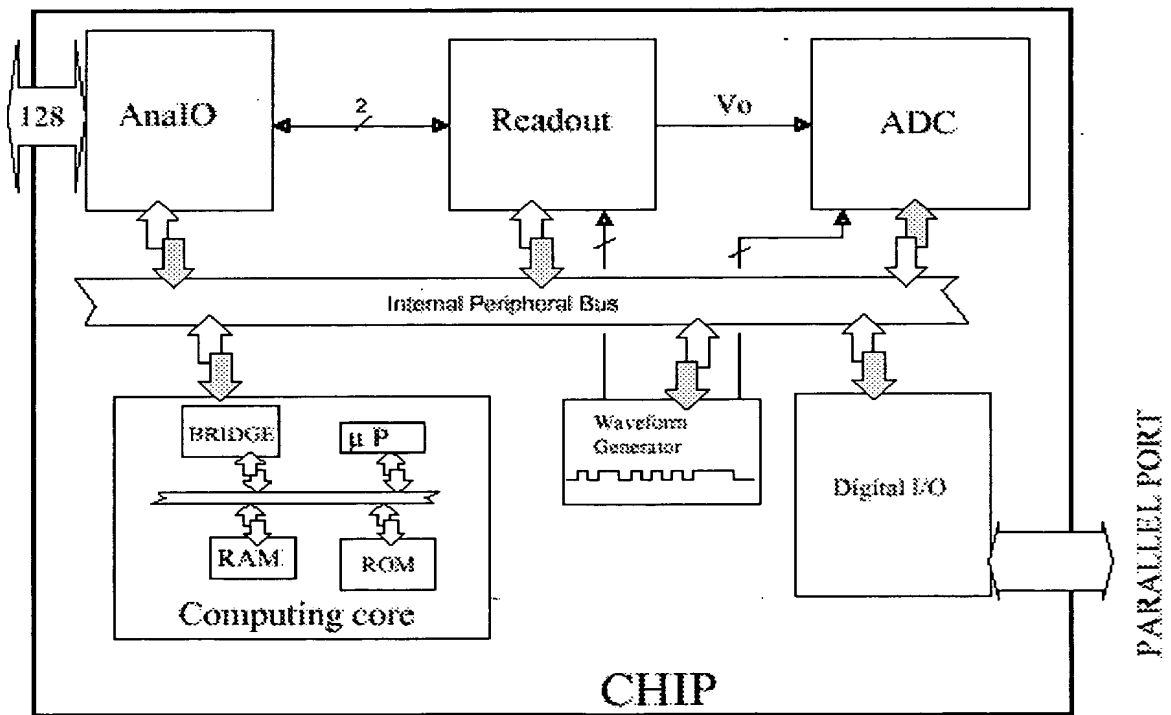 128
AnaIO
2
Readout
Vo
ADC
Internal Peripheral Bus
BRIDGE
μ P
RAM
ROM
Computing core
Waveform
Generator
Digital I/O
PARALLEL PORT
CHIP